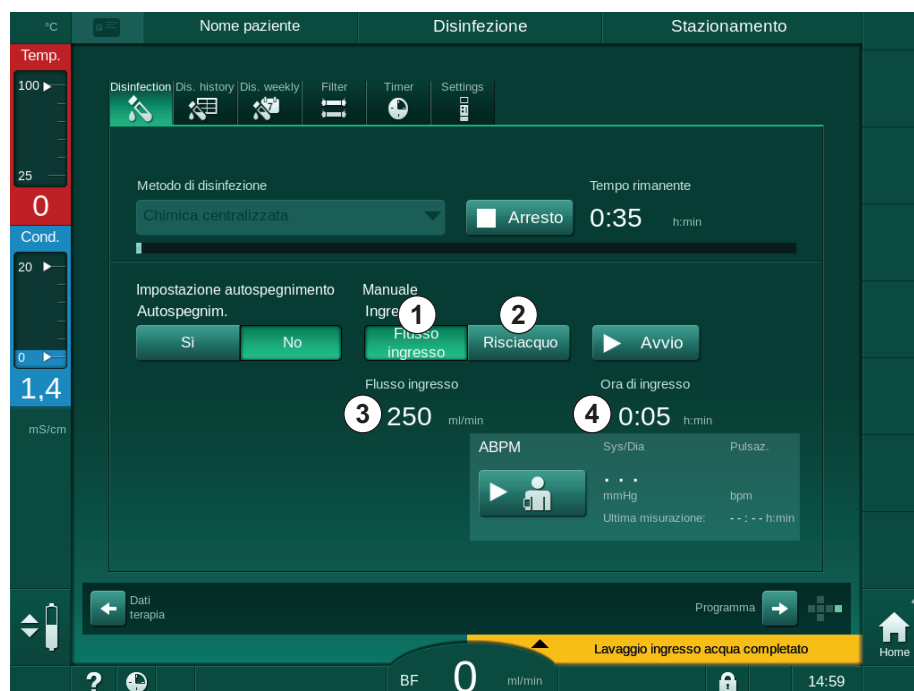 °C
Nome paziente
Disinfezione
Stazionamento
Temp.
100
25
0
Cond.
20
0
1,4
mS/cm
Disinfection
Dis. history
Dis. weekly
Filter
Timer
Settings
7
Metodo di disinfezione
Tempo rimanente
Chimica centralizzata
Arresto
0:35 h:min
Impostazione autospegnimento
Manuale
Autospegnim.
1
2
Sì
No
Flusso ingresso
Risciacquo
Avvio
Flusso ingresso
Ora di ingresso
3
250 ml/min
4
0:05 h:min
ABPM
Sys/Dia
Pulsaz.
. . .
mmHg
bpm
Ultima misurazione:
--:-- h:min
Dati
terapia
Programma
Lavaggio ingresso acqua completato
Home
?
BF
0
ml/min
14:59